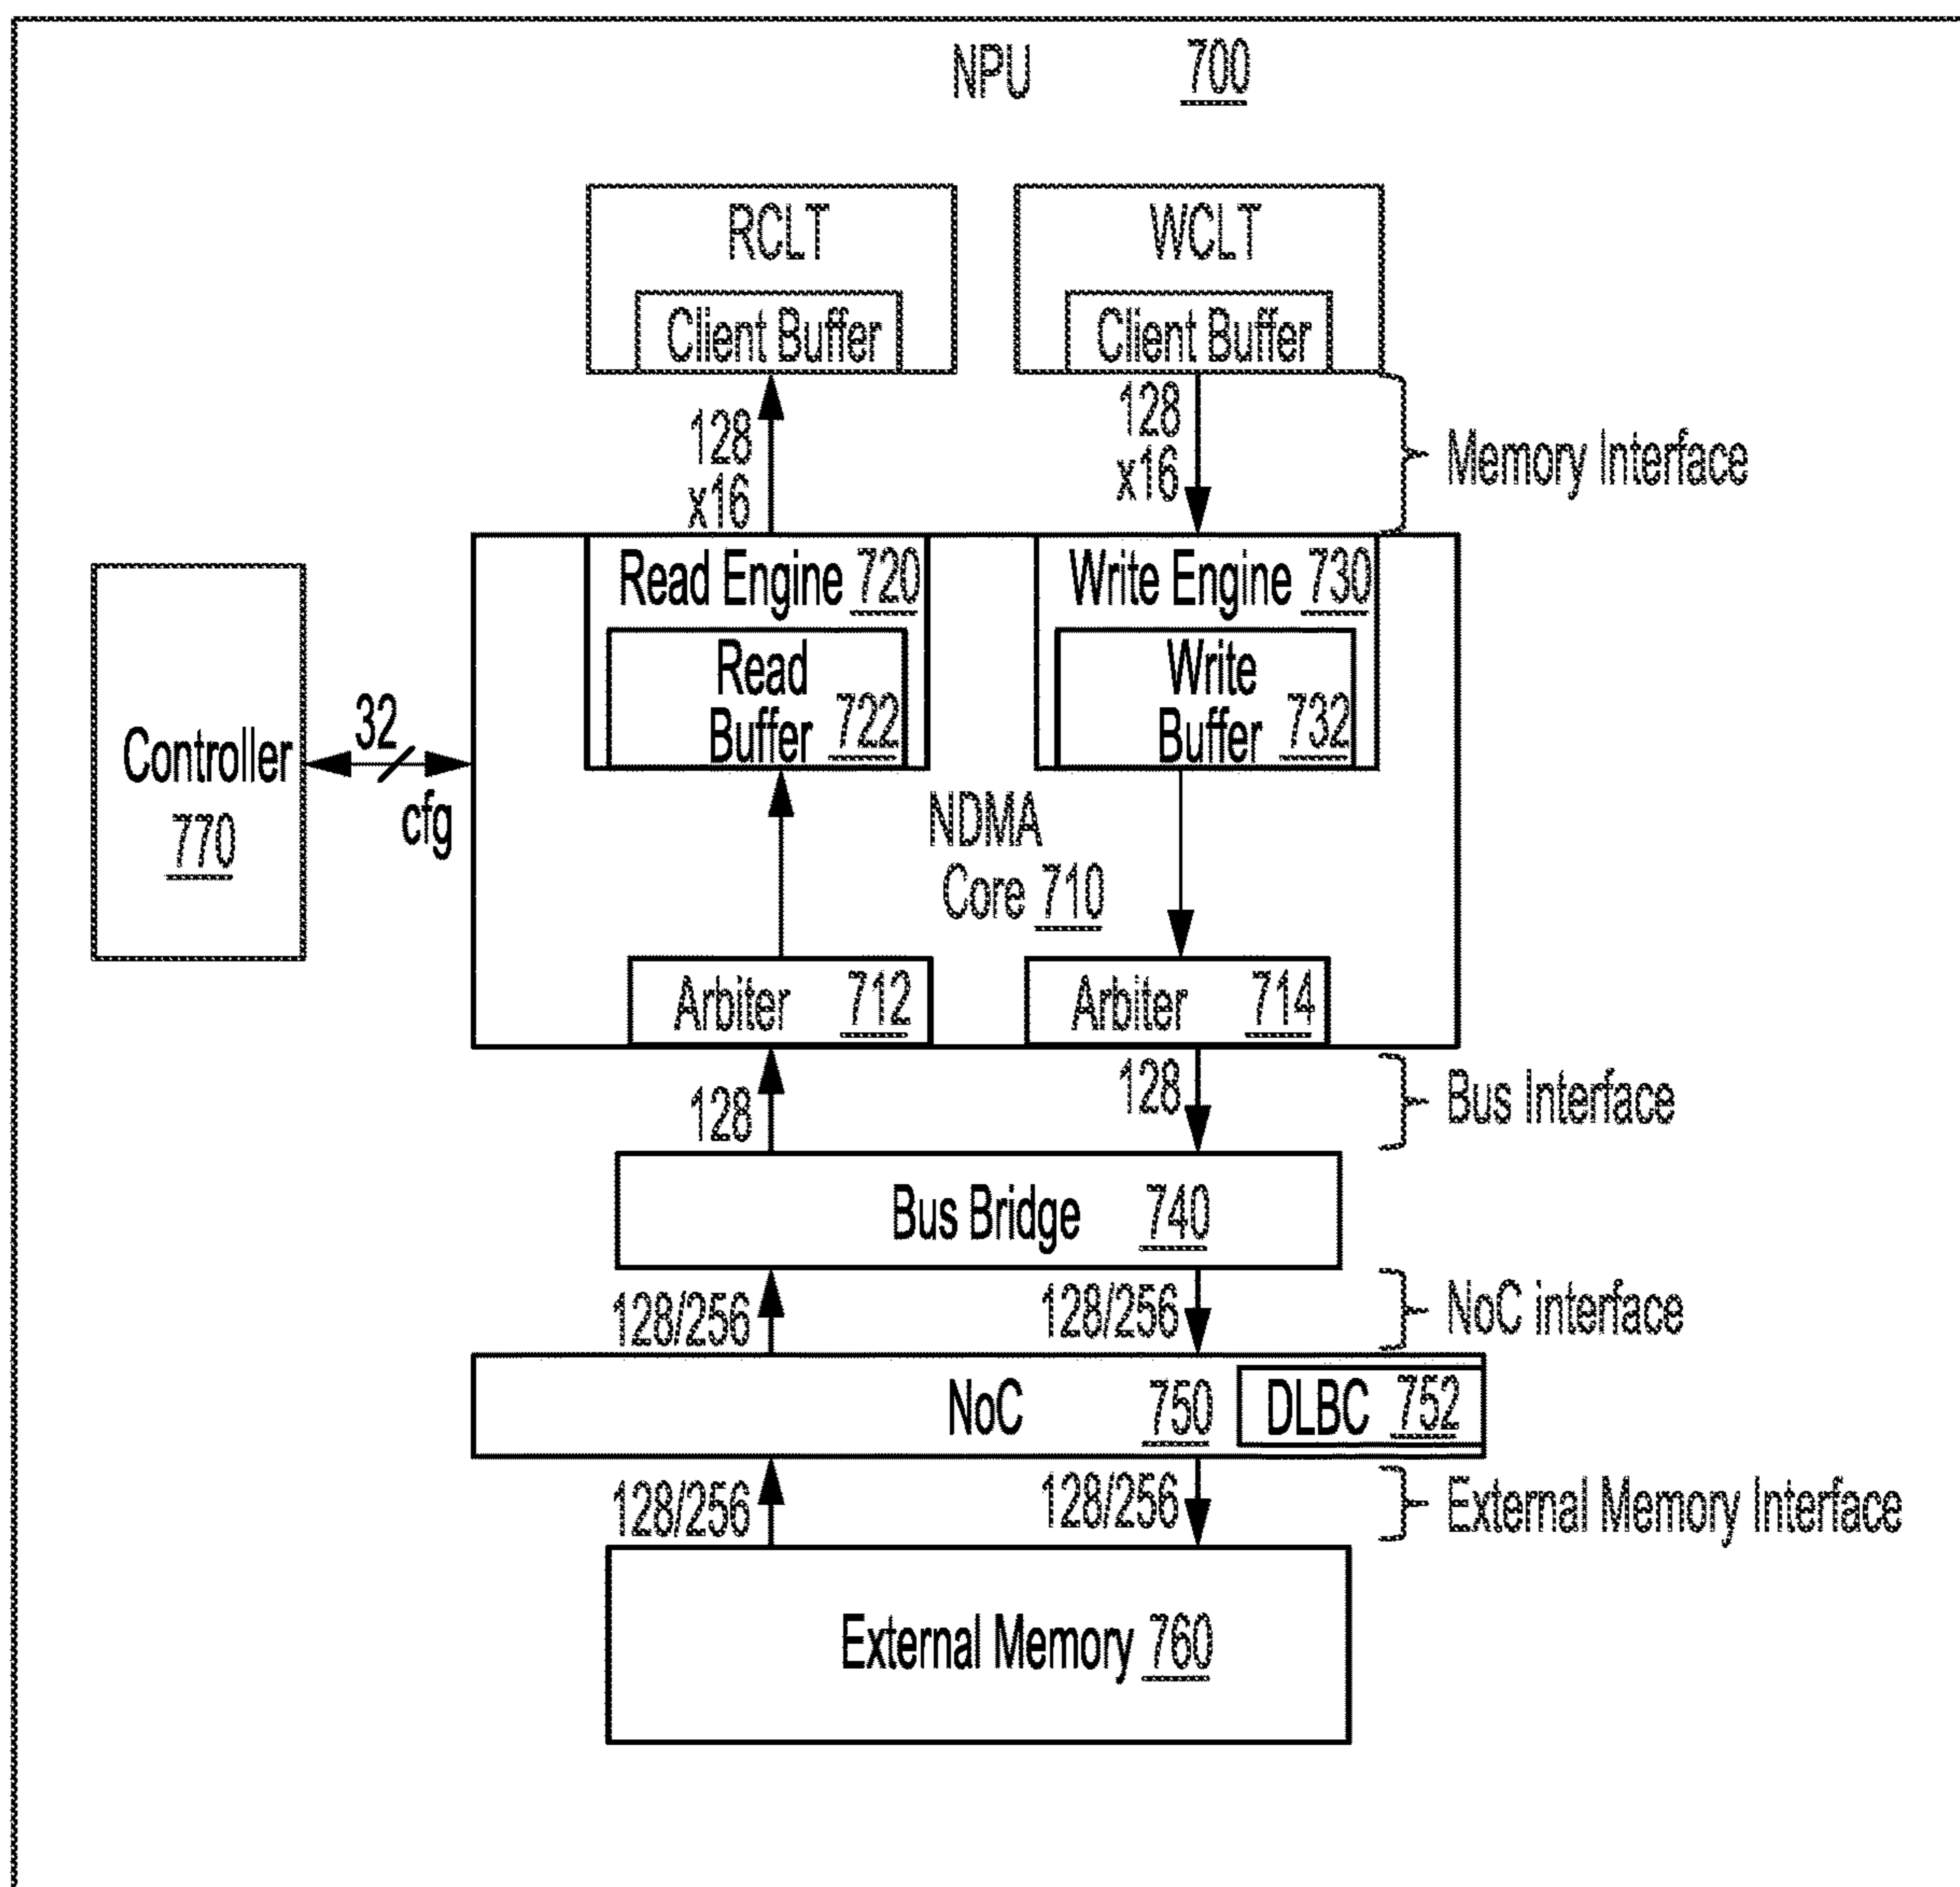 NPU 700
RCLT
WCLT
Client Buffer
Client Buffer
128
x16
128
x16
Memory Interface
Read Engine 720
Write Engine 730
Read
Buffer 722
Write
Buffer 732
Controller
770
32
cfg
NDMA
Core 710
Arbiter 712
Arbiter 714
128
128
Bus Interface
Bus Bridge 740
128/256
128/256
NoC interface
NoC 750
DLBC 752
128/256
128/256
External Memory Interface
External Memory 760